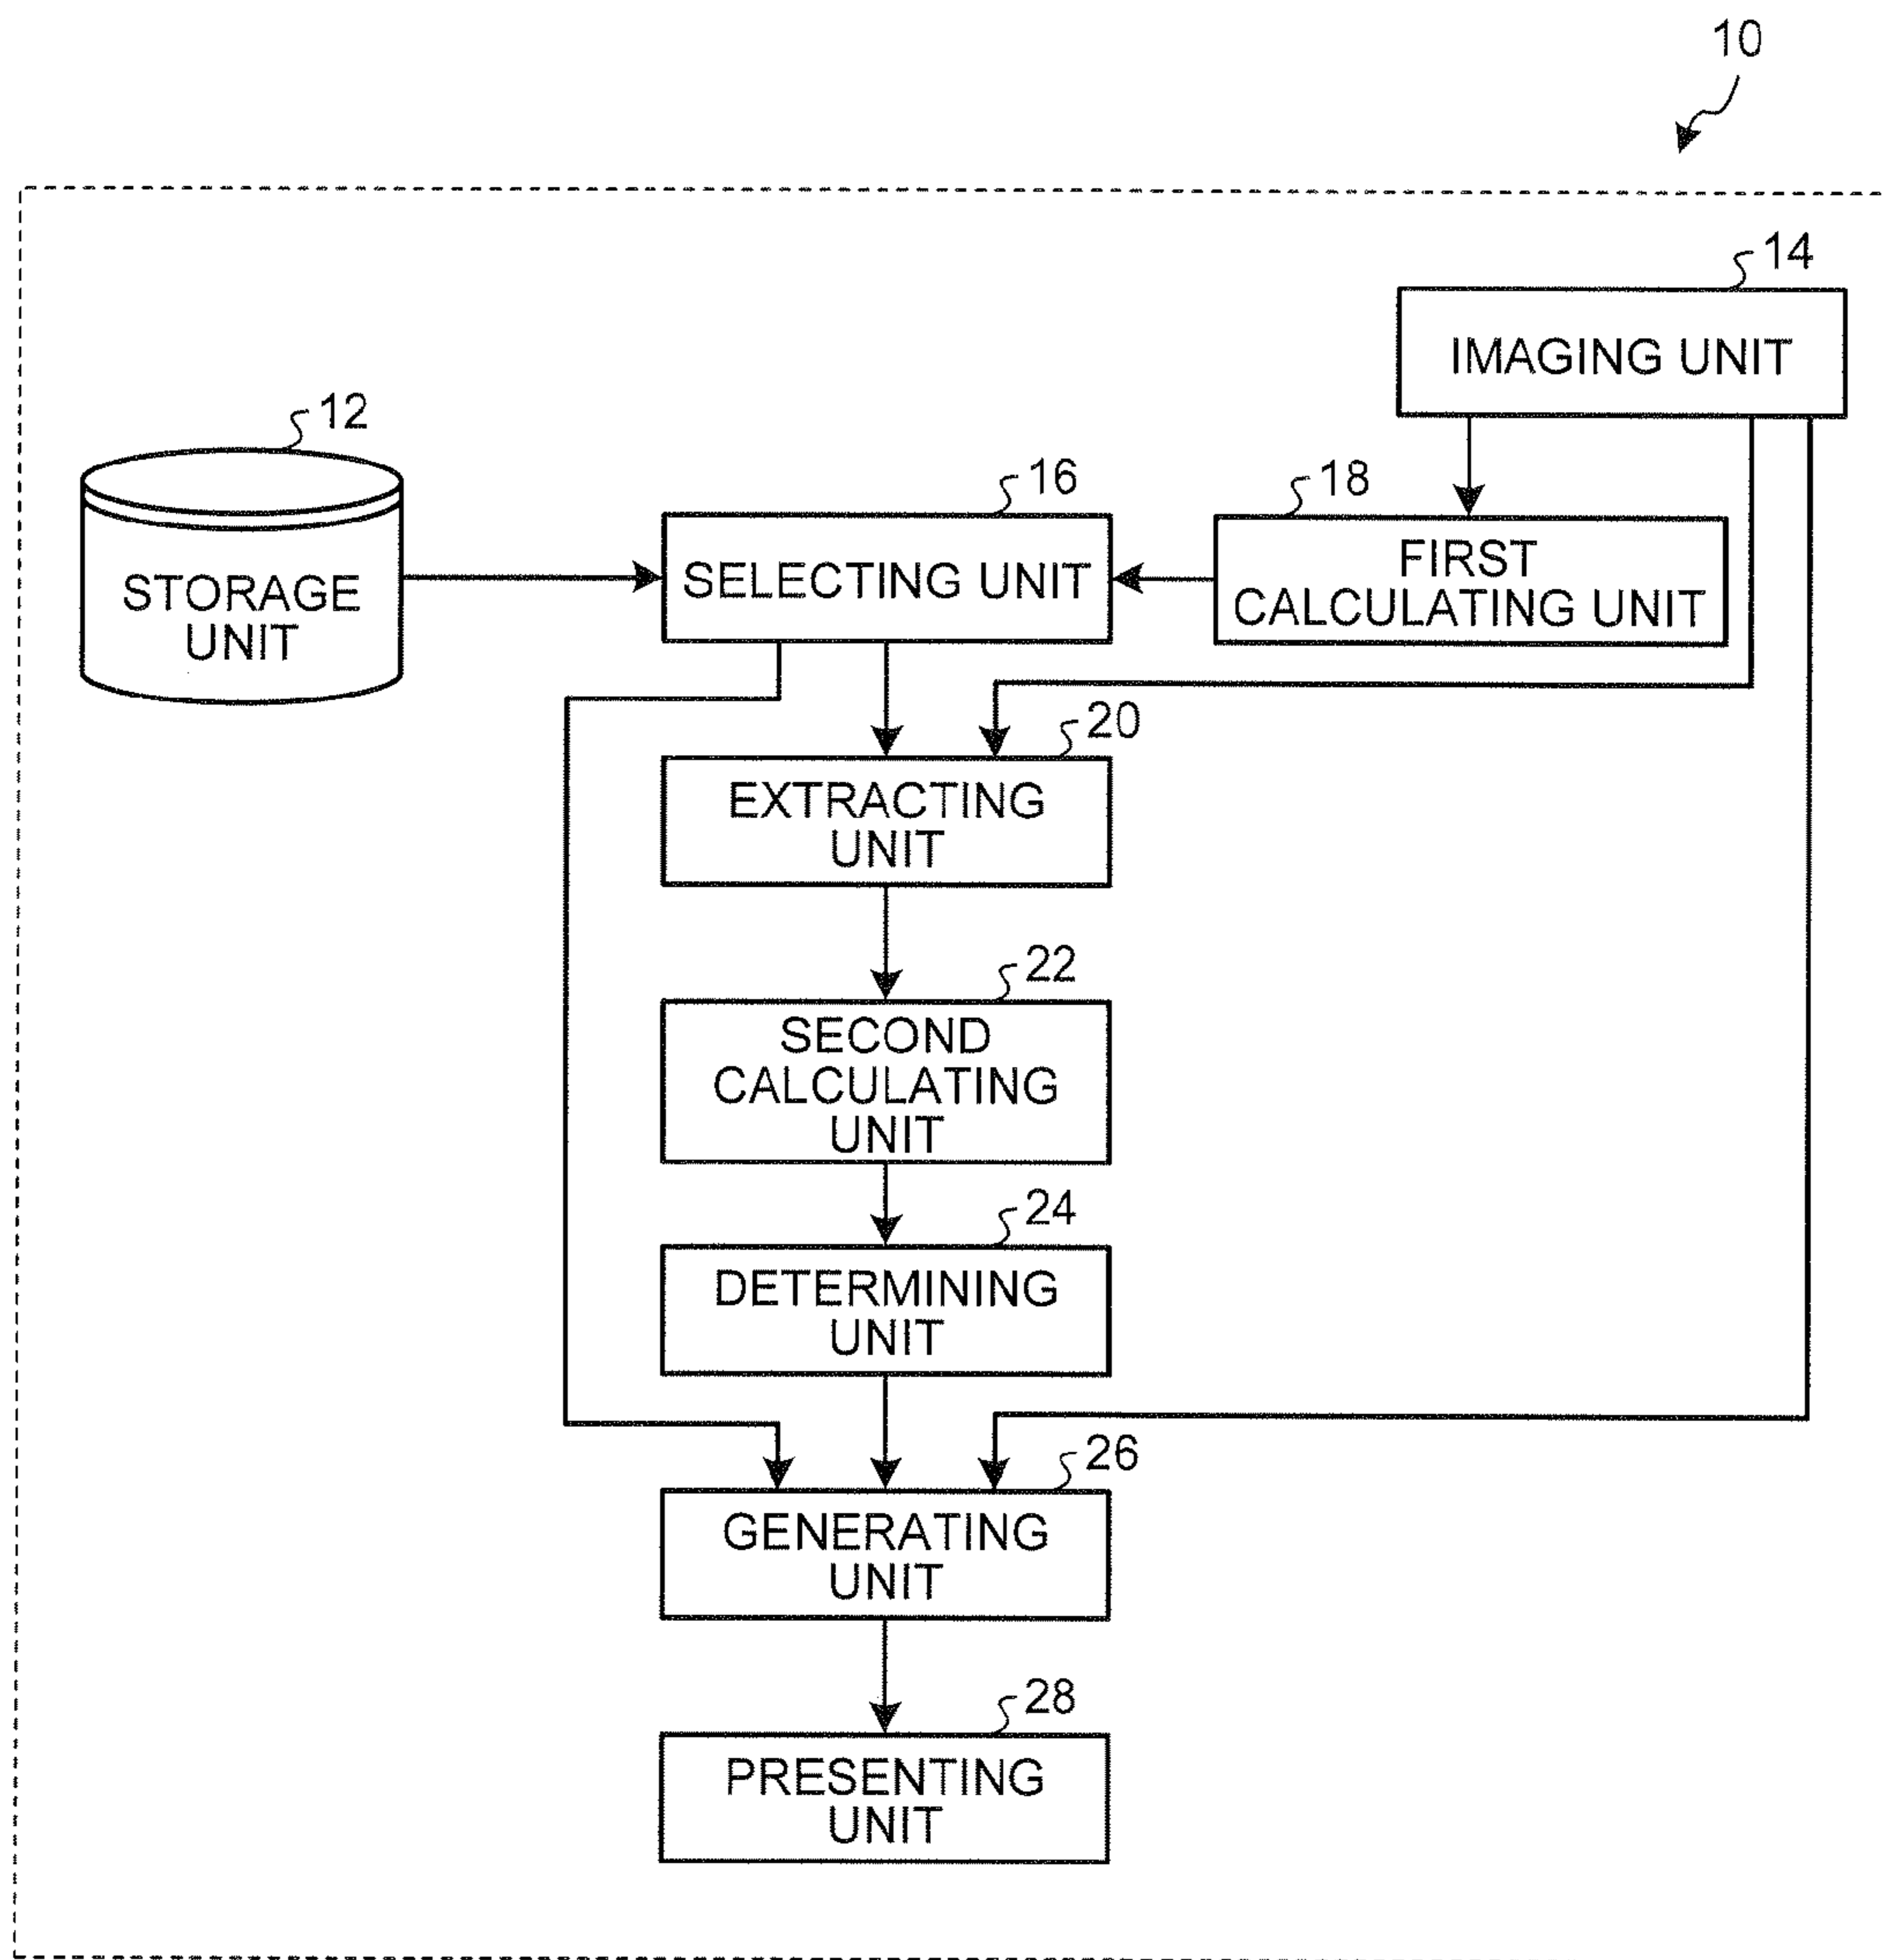 10
14
IMAGING UNIT
12
STORAGE
UNIT
16
SELECTING UNIT
18
FIRST
CALCULATING UNIT
20
EXTRACTING
UNIT
22
SECOND
CALCULATING
UNIT
24
DETERMINING
UNIT
26
GENERATING
UNIT
28
PRESENTING
UNIT